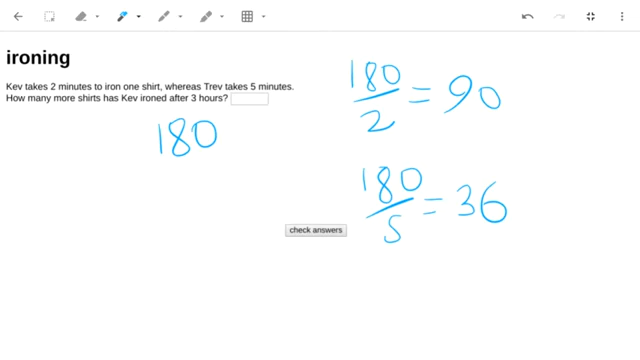 ironing
Kev takes 2 minutes to iron one shirt, whereas Trev takes 5 minutes.
How many more shirts has Kev ironed after 3 hours?
180
180/2 = 90
180/5 = 36
check answers